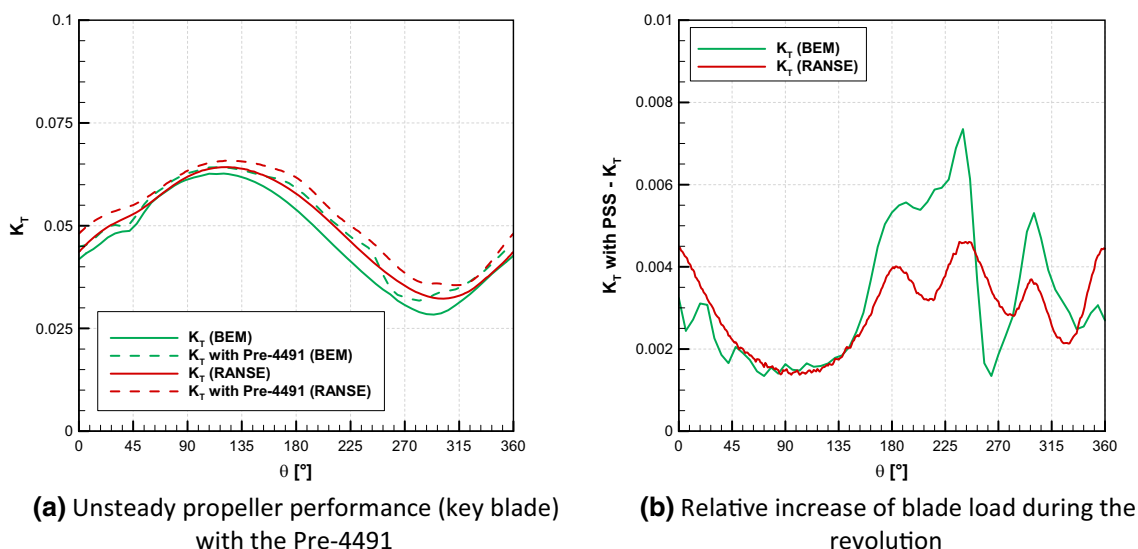 0.1
0.075
0.05
0.025
0
K_T
0 45 90 135 180 225 270 315 360
θ [°]
K_T (BEM)
K_T with Pre-4491 (BEM)
K_T (RANSE)
K_T with Pre-4491 (RANSE)
(a) Unsteady propeller performance (key blade)
with the Pre-4491
0.01
0.008
0.006
0.004
0.002
0
K_T with PSS - K_T
0 45 90 135 180 225 270 315 360
θ [°]
K_T (BEM)
K_T (RANSE)
(b) Relative increase of blade load during the
revolution